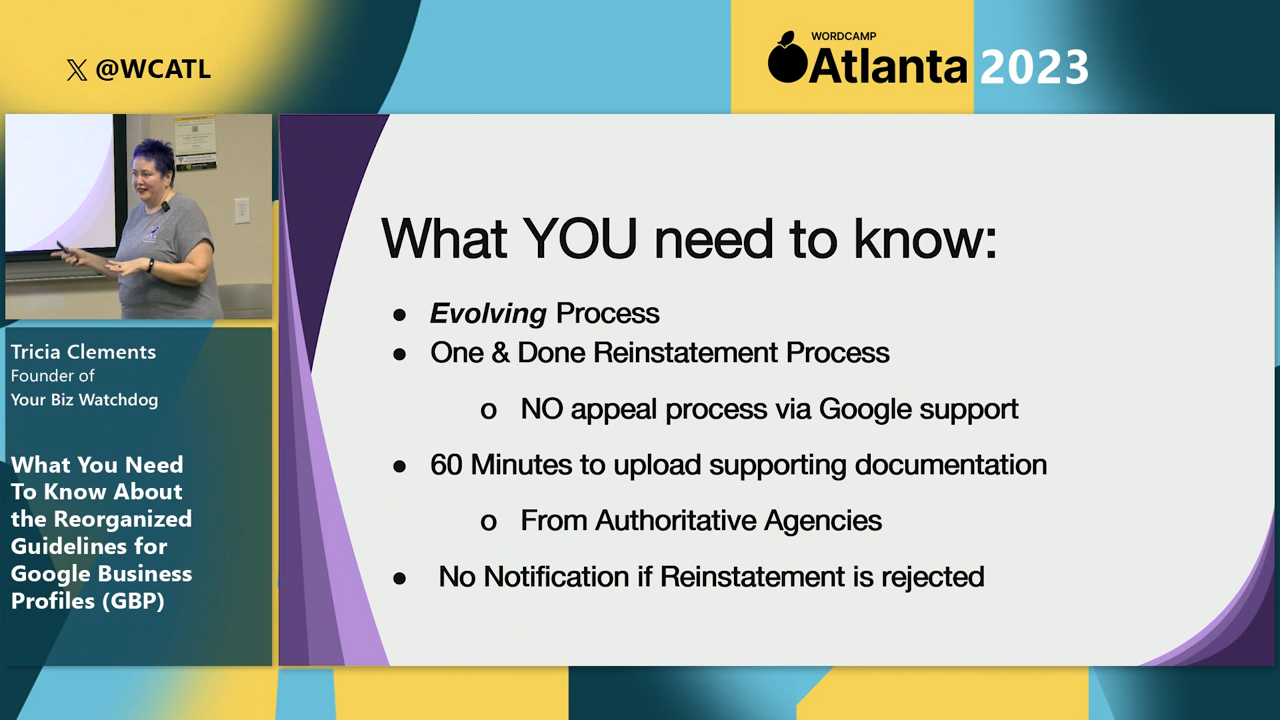 𝕏 @WCATL
WORDCAMP
Atlanta 2023
Tricia Clements
Founder of
Your Biz Watchdog
What You Need
To Know About
the Reorganized
Guidelines for
Google Business
Profiles (GBP)
What YOU need to know:
● Evolving Process
● One & Done Reinstatement Process
o NO appeal process via Google support
● 60 Minutes to upload supporting documentation
o From Authoritative Agencies
● No Notification if Reinstatement is rejected